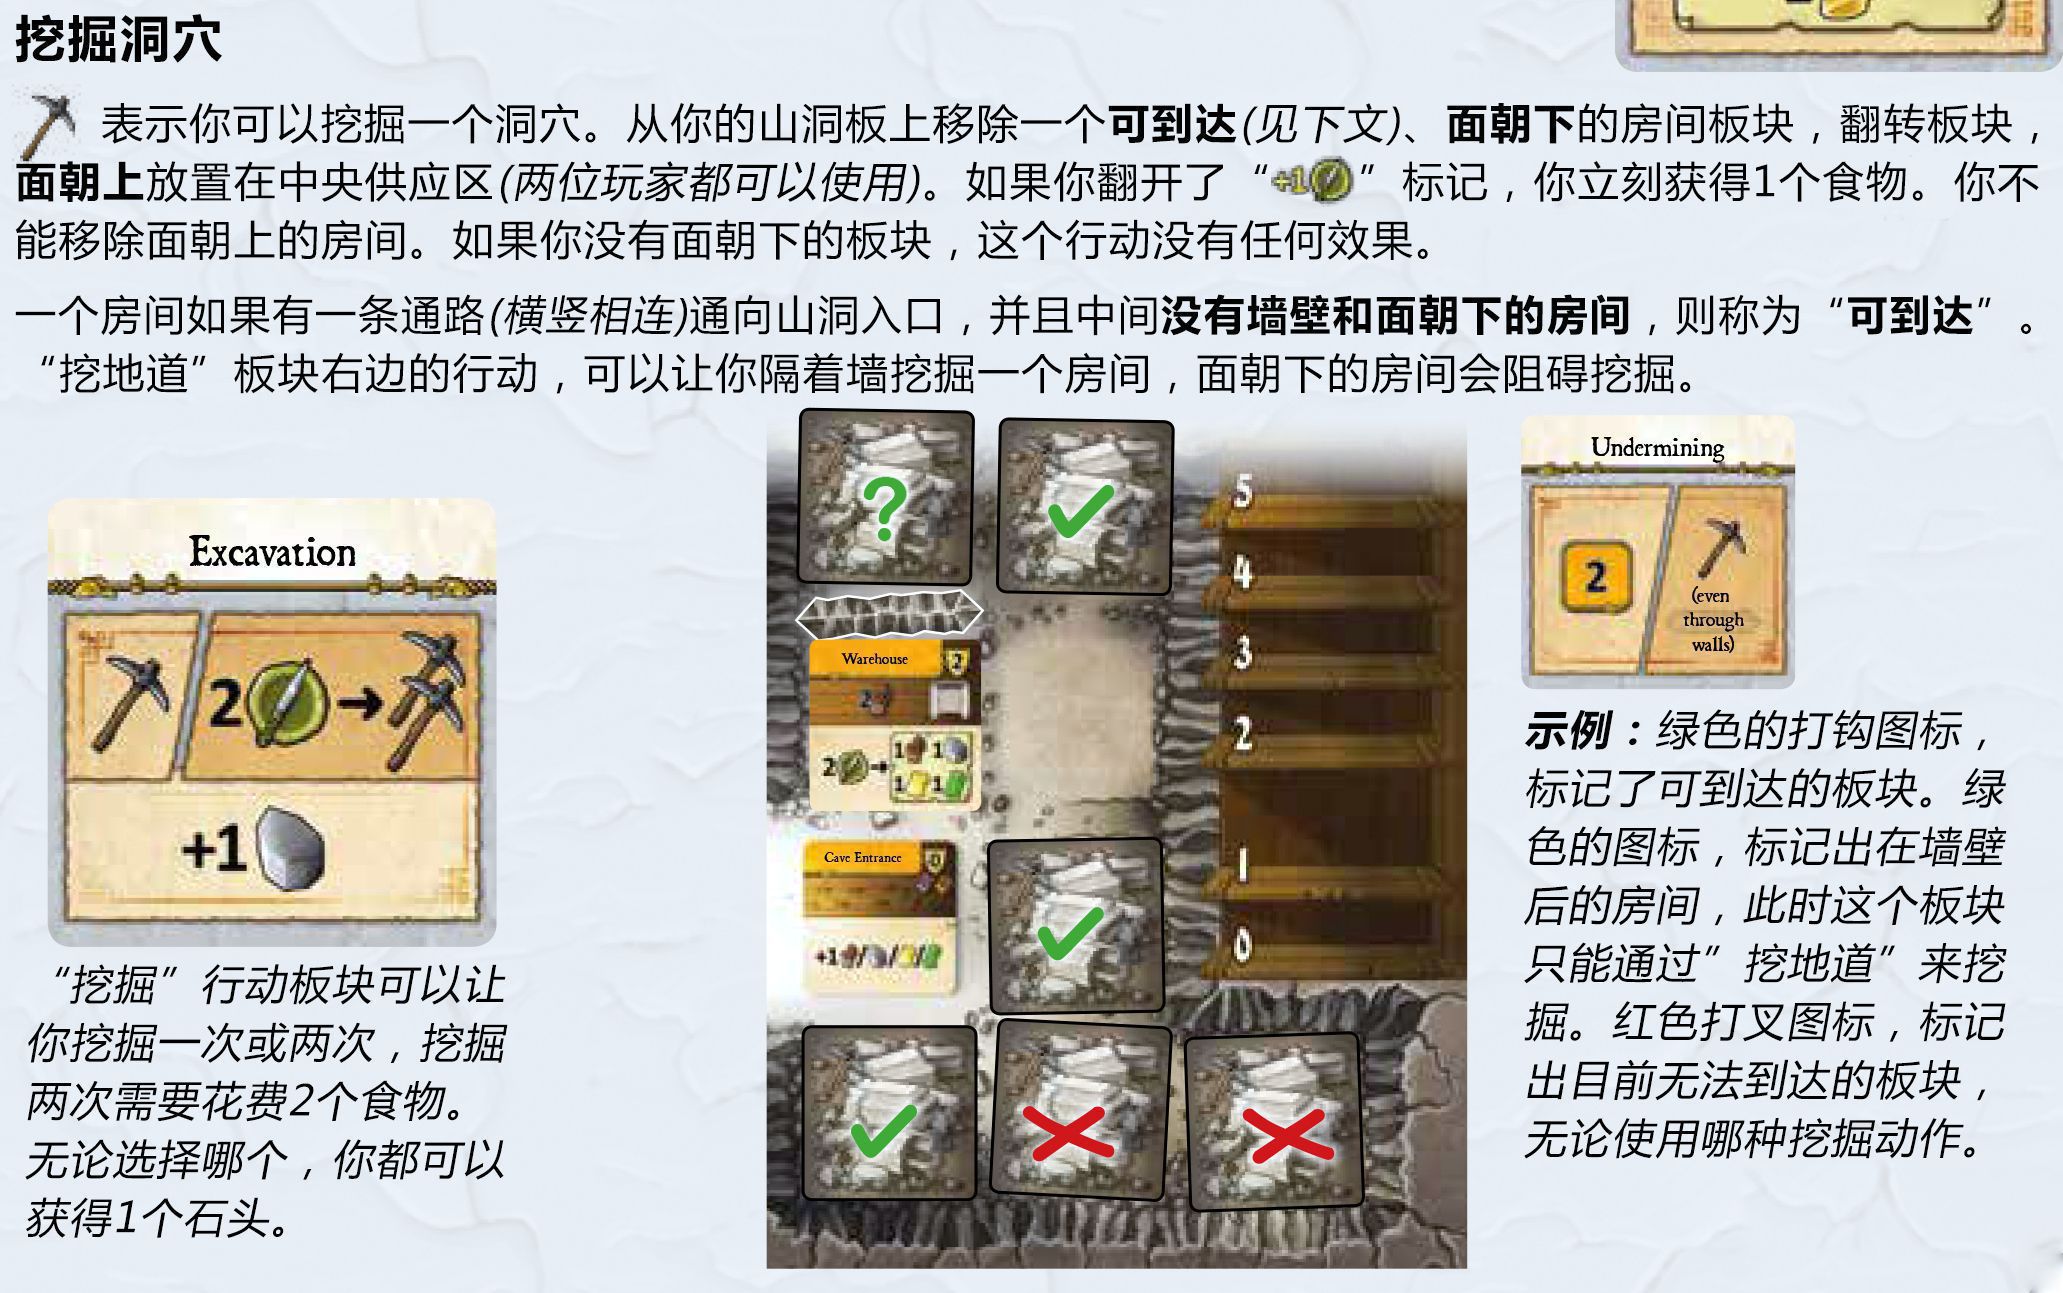 挖掘洞穴
表示你可以挖掘一个洞穴。从你的山洞板上移除一个可到达(见下文)、面朝下的房间板块，翻转板块，
面朝上放置在中央供应区(两位玩家都可以使用)。如果你翻开了“+1”标记，你立刻获得1个食物。你不
能移除面朝上的房间。如果你没有面朝下的板块，这个行动没有任何效果。
一个房间如果有一条通路(横竖相连)通向山洞入口，并且中间没有墙壁和面朝下的房间，则称为“可到达”。
“挖地道”板块右边的行动，可以让你隔着墙挖掘一个房间，面朝下的房间会阻碍挖掘。
Excavation
2
+1
“挖掘”行动板块可以让
你挖掘一次或两次，挖掘
两次需要花费2个食物。
无论选择哪个，你都可以
获得1个石头。
?
5
4
3
2
1
0
Warehouse 2
2
2 1 1
1 1
Cave Entrance 0
+1 / / /
Undermining
2
(even
through
walls)
示例：绿色的打钩图标，
标记了可到达的板块。绿
色的图标，标记出在墙壁
后的房间，此时这个板块
只能通过”挖地道”来挖
掘。红色打叉图标，标记
出目前无法到达的板块，
无论使用哪种挖掘动作。